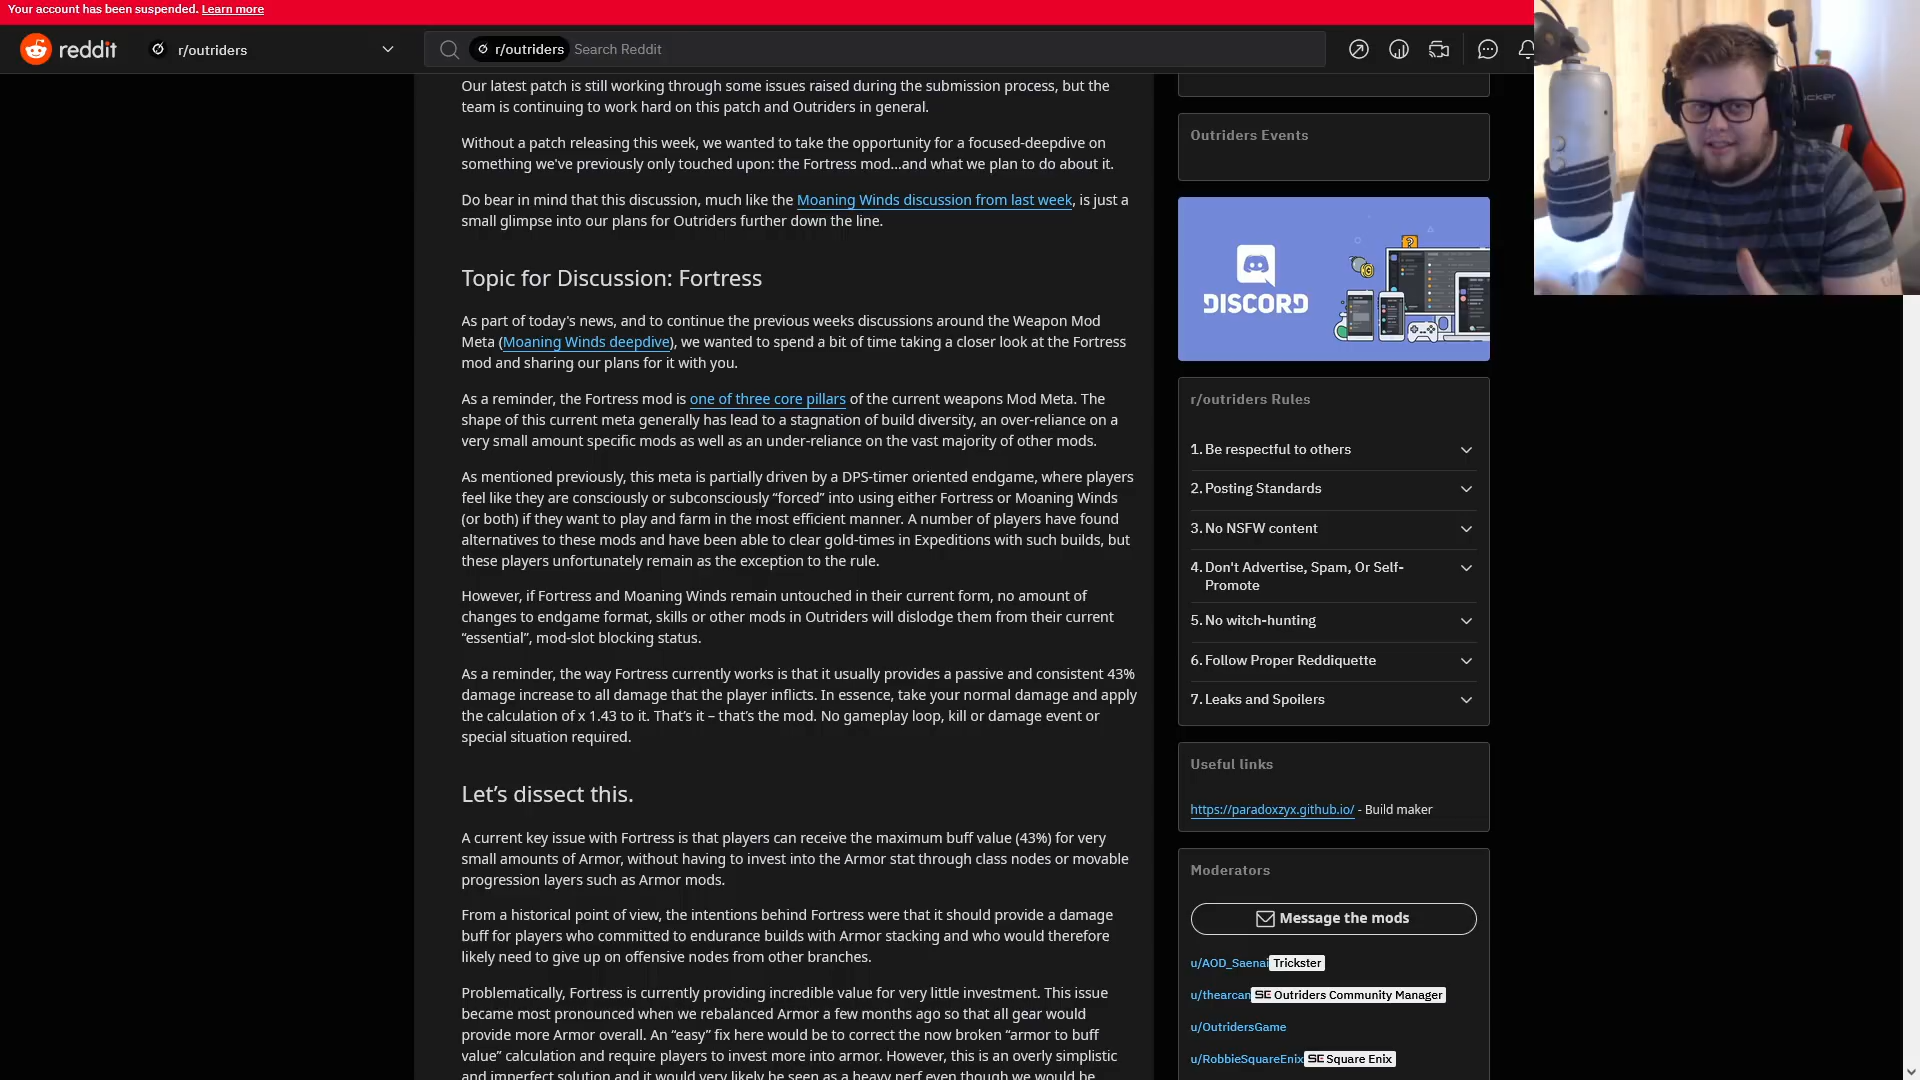 Your account has been suspended. Learn more
reddit
r/outriders
r/outriders Search Reddit
Our latest patch is still working through some issues raised during the submission process, but the
team is continuing to work hard on this patch and Outriders in general.
Without a patch releasing this week, we wanted to take the opportunity for a focused-deepdive on
something we've previously only touched upon: the Fortress mod...and what we plan to do about it.
Do bear in mind that this discussion, much like the Moaning Winds discussion from last week, is just a
small glimpse into our plans for Outriders further down the line.
Topic for Discussion: Fortress
As part of today's news, and to continue the previous weeks discussions around the Weapon Mod
Meta (Moaning Winds deepdive), we wanted to spend a bit of time taking a closer look at the Fortress
mod and sharing our plans for it with you.
As a reminder, the Fortress mod is one of three core pillars of the current weapons Mod Meta. The
shape of this current meta generally has lead to a stagnation of build diversity, an over-reliance on a
very small amount specific mods as well as an under-reliance on the vast majority of other mods.
As mentioned previously, this meta is partially driven by a DPS-timer oriented endgame, where players
feel like they are consciously or subconsciously “forced” into using either Fortress or Moaning Winds
(or both) if they want to play and farm in the most efficient manner. A number of players have found
alternatives to these mods and have been able to clear gold-times in Expeditions with such builds, but
these players unfortunately remain as the exception to the rule.
However, if Fortress and Moaning Winds remain untouched in their current form, no amount of
changes to endgame format, skills or other mods in Outriders will dislodge them from their current
“essential”, mod-slot blocking status.
As a reminder, the way Fortress currently works is that it usually provides a passive and consistent 43%
damage increase to all damage that the player inflicts. In essence, take your normal damage and apply
the calculation of x 1.43 to it. That’s it – that’s the mod. No gameplay loop, kill or damage event or
special situation required.
Let’s dissect this.
A current key issue with Fortress is that players can receive the maximum buff value (43%) for very
small amounts of Armor, without having to invest into the Armor stat through class nodes or movable
progression layers such as Armor mods.
From a historical point of view, the intentions behind Fortress were that it should provide a damage
buff for players who committed to endurance builds with Armor stacking and who would therefore
likely need to give up on offensive nodes from other branches.
Problematically, Fortress is currently providing incredible value for very little investment. This issue
became most pronounced when we rebalanced Armor a few months ago so that all gear would
provide more Armor overall. An “easy” fix here would be to correct the now broken “armor to buff
value” calculation and require players to invest more into armor. However, this is an overly simplistic
and imperfect solution and it would very likely be seen as a heavy nerf even though we would be
Outriders Events
DISCORD
r/outriders Rules
1. Be respectful to others
2. Posting Standards
3. No NSFW content
4. Don't Advertise, Spam, Or Self-
Promote
5. No witch-hunting
6. Follow Proper Reddiquette
7. Leaks and Spoilers
Useful links
https://paradoxzyx.github.io/ - Build maker
Moderators
Message the mods
u/AOD_Saenai Trickster
u/thearcan SE Outriders Community Manager
u/OutridersGame
u/RobbieSquareEnix SE Square Enix